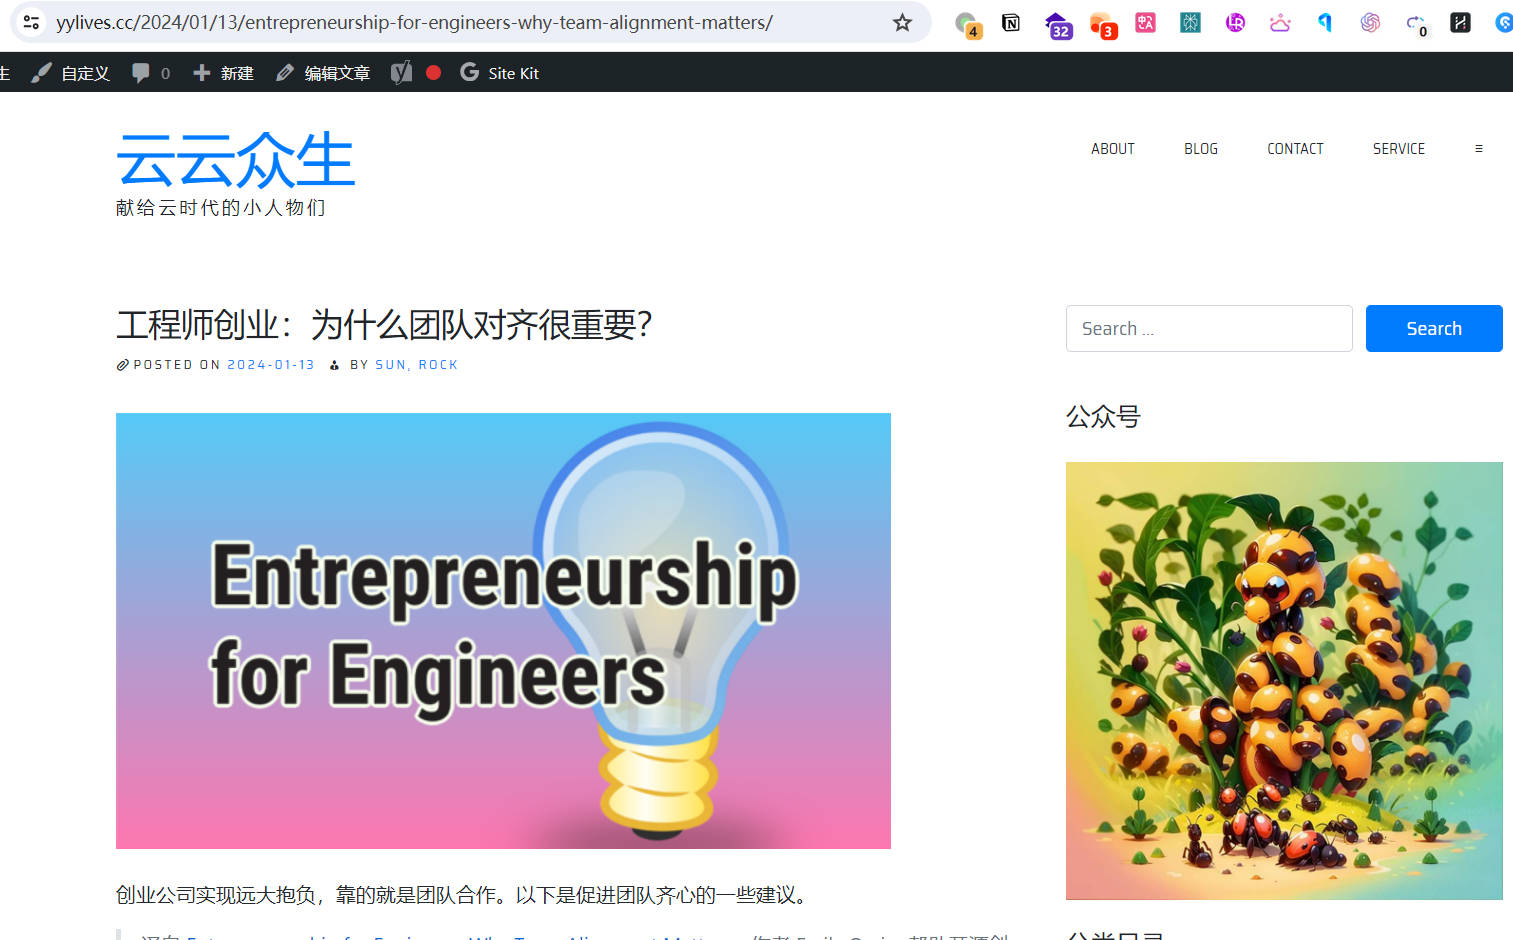 yylives.cc/2024/01/13/entrepreneurship-for-engineers-why-team-alignment-matters/
4
32
3
0
生 自定义 0 新建 编辑文章 Site Kit
云云众生
献给云时代的小人物们
ABOUT BLOG CONTACT SERVICE
工程师创业：为什么团队对齐很重要？
POSTED ON 2024-01-13 BY SUN, ROCK
Search ...
Search
公众号
Entrepreneurship
for Engineers
创业公司实现远大抱负，靠的就是团队合作。以下是促进团队齐心的一些建议。